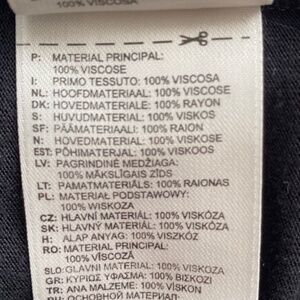 100% VISCOSA
P: MATERIAL PRINCIPAL:
100% VISCOSE
I: PRIMO TESSUTO: 100% VISCOSA
NL: HOOFDMATERIAAL: 100% VISCOSE
DK: HOVEDMATERIALE: 100% RAYON
S: HUVUDMATERIAL: 100% VISKOS
SF: PÄÄMATERIAALI: 100% RAION
N: HOVEDMATERIAL: 100% VISKOSE
EST: PÕHIMATERJAL: 100% VISKOOS
LV: PAGRINDINĖ MEDŽIAGA:
100% MĀKSLĪGAIS ZĪDS
LT: PAMATMATERIĀLS: 100% RAIONAS
PL: MATERIAŁ PODSTAWOWY:
100% WISKOZA
CZ: HLAVNÍ MATERIÁL: 100% VISKÓZA
SK: HLAVNÝ MATERIÁL: 100% VISKÓZA
H: ALAP ANYAG: 100% VISZKÓZ
RO: MATERIAL PRINCIPAL:
100% VÂSCOZĂ
SLO: GLAVNI MATERIAL: 100% VISKOZA
GR: ΚΥΡΙΩΣ ΥΦΑΣΜΑ: 100% ΒΙΣΚΟΖΙ
TR: ANA MALZEME: 100% VİSKON
RU: ОСНОВНОЙ МАТЕРИАЛ: